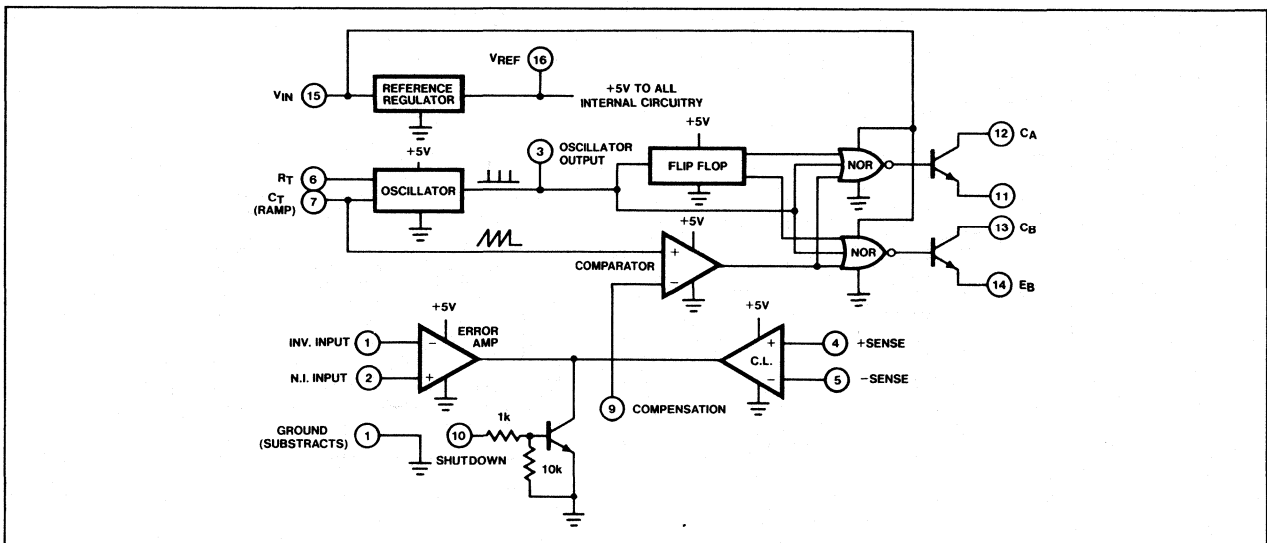 VREF 16
VIN 15
REFERENCE
REGULATOR
+5V TO ALL
INTERNAL CIRCUITRY
+5V
+5V
3 OSCILLATOR
OUTPUT
FLIP FLOP
NOR
12 CA
11
RT 6
CT 7
(RAMP)
OSCILLATOR
13 CB
NOR
14 EB
+5V
COMPARATOR
+
−
+5V
ERROR
AMP
INV. INPUT 1
−
N.I. INPUT 2
+
+5V
+
C.L.
−
4 +SENSE
5 −SENSE
9 COMPENSATION
GROUND
(SUBSTRACTS) 1
10
SHUTDOWN
1k
10k